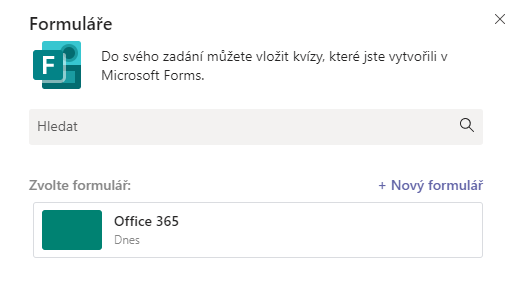 Formuláře
Do svého zadání můžete vložit kvízy, které jste vytvořili v
Microsoft Forms.
Hledat
Zvolte formulář:
+ Nový formulář
Office 365
Dnes